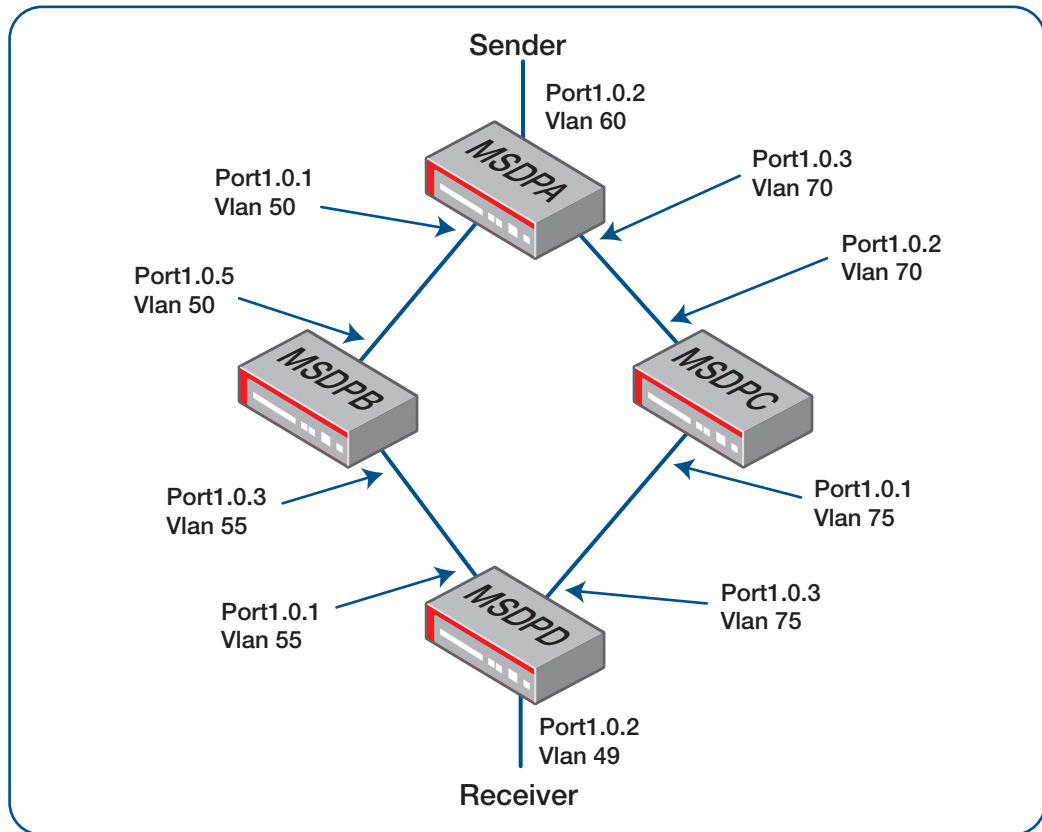 Sender
Port1.0.2
Vlan 60
MSDPA
Port1.0.3
Vlan 70
Port1.0.1
Vlan 50
Port1.0.2
Vlan 70
Port1.0.5
Vlan 50
MSDPB
MSDPC
Port1.0.3
Vlan 55
Port1.0.1
Vlan 75
Port1.0.1
Vlan 55
MSDPD
Port1.0.3
Vlan 75
Port1.0.2
Vlan 49
Receiver